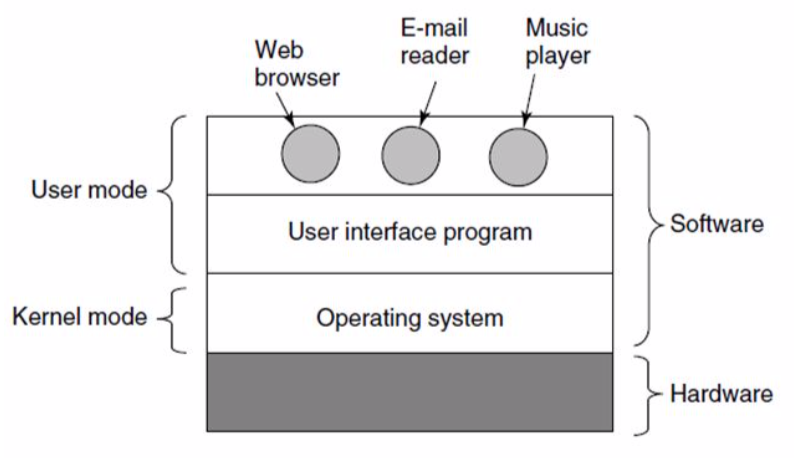 Web
browser
E-mail
reader
Music
player
User mode
User interface program
Software
Kernel mode
Operating system
Hardware